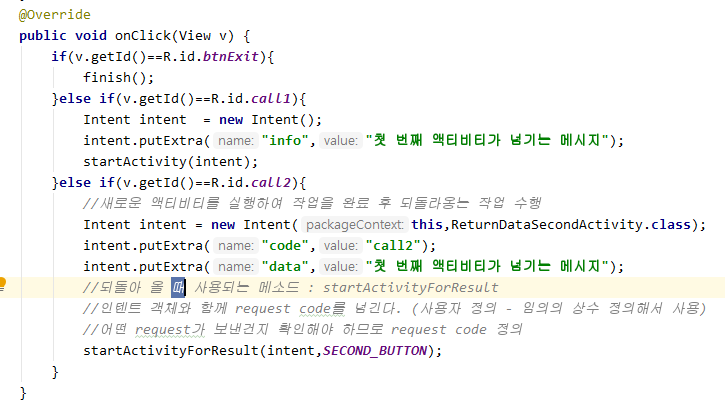 @Override
public void onClick(View v) {
if(v.getId()==R.id.btnExit){
finish();
}else if(v.getId()==R.id.call1){
Intent intent  = new Intent();
intent.putExtra( name: "info", value: "첫 번째 액티비티가 넘기는 메시지");
startActivity(intent);
}else if(v.getId()==R.id.call2){
//새로운 액티비티를 실행하여 작업을 완료 후 되돌라옹는 작업 수행
Intent intent = new Intent( packageContext: this,ReturnDataSecondActivity.class);
intent.putExtra( name: "code", value: "call2");
intent.putExtra( name: "data", value: "첫 번째 액티비티가 넘기는 메시지");
//되돌아 올 때 사용되는 메소드 : startActivityForResult
//인텐트 객체와 함께 request code를 넘긴다. (사용자 정의 - 임의의 상수 정의해서 사용)
//어떤 request가 보낸건지 확인해야 하므로 request code 정의
startActivityForResult(intent,SECOND_BUTTON);
}
}